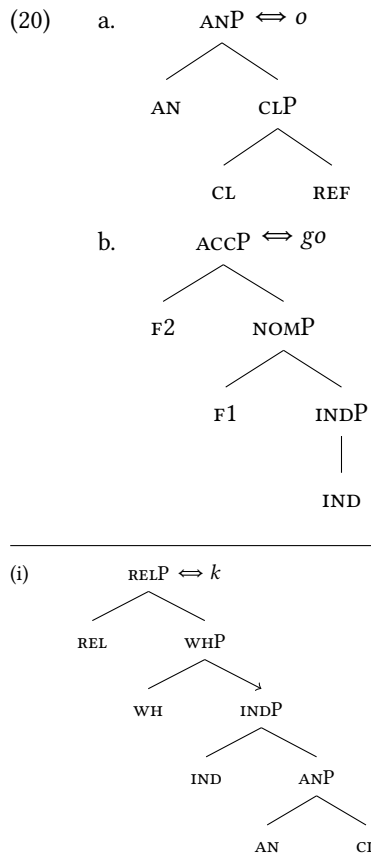 (20) a. ANP ⇔ o
AN CLP
CL REF
b. ACCP ⇔ go
F2 NOMP
F1 INDP
IND
(i) RELP ⇔ k
REL WHP
WH INDP
IND ANP
AN CL